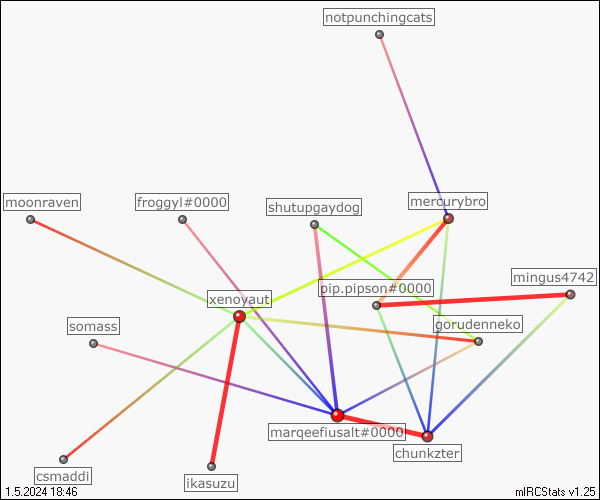 notpunchingcats
moonraven
froggyl#0000
shutupgaydog
mercurybro
mingus4742
pip.pipson#0000
xenoyaut
gorudenneko
somass
marqeefiusalt#0000
chunkzter
csmaddi
ikasuzu
1.5.2024 18:46
mIRCStats v1.25